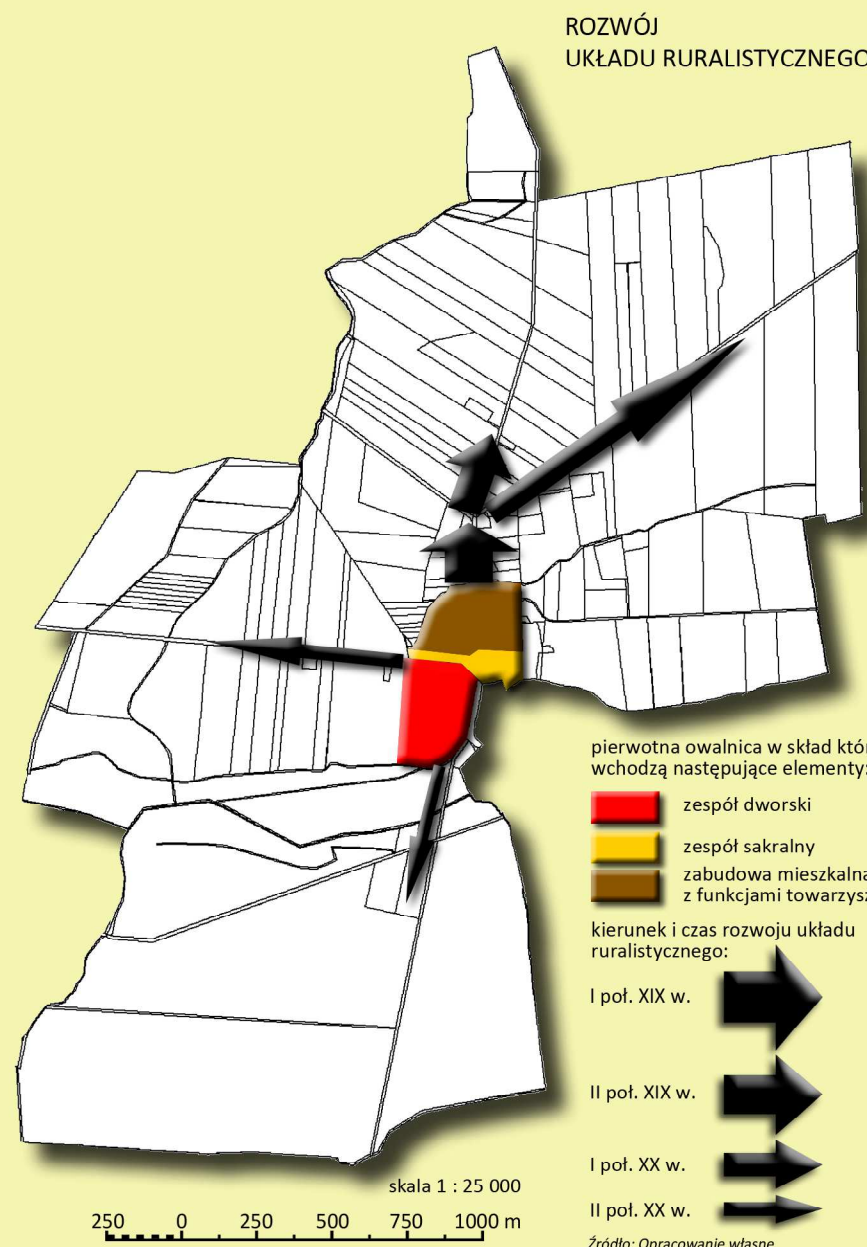 ROZWÓJ
UKŁADU RURALISTYCZNEGO
pierwotna owalnica w skład któr
wchodzą następujące elementy:
zespół dworski
zespół sakralny
zabudowa mieszkalna
z funkcjami towarzysz
kierunek i czas rozwoju układu
ruralistycznego:
I poł. XIX w.
II poł. XIX w.
I poł. XX w.
II poł. XX w.
skala 1 : 25 000
250 0 250 500 750 1000 m
Źródło: Opracowanie własne